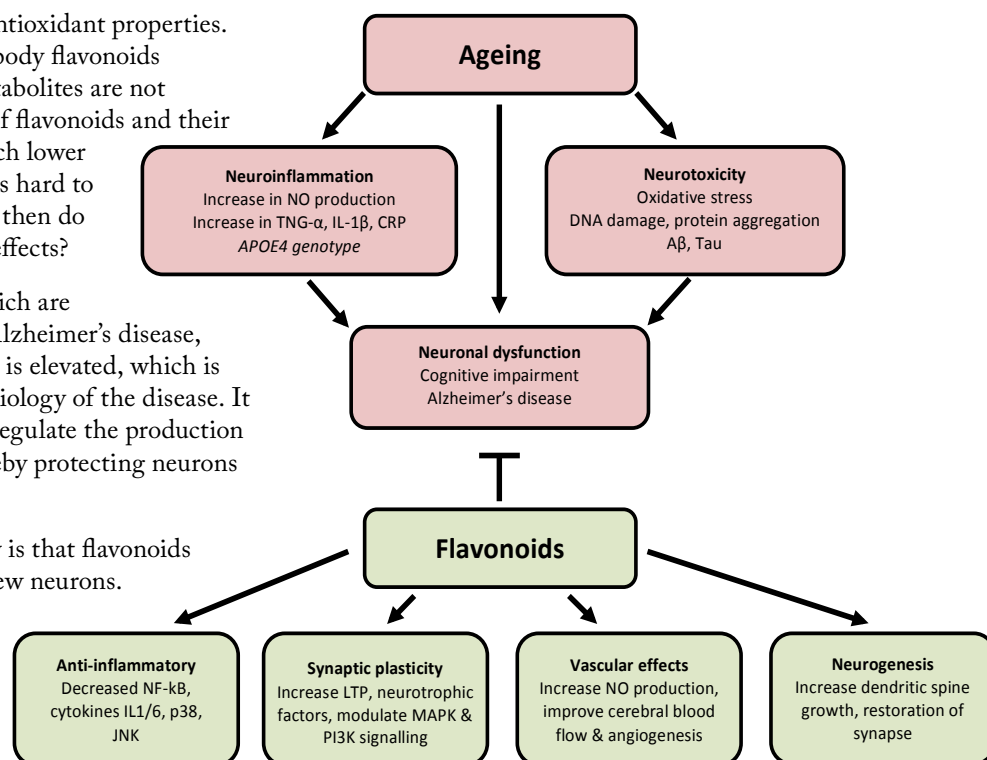 ntioxidant properties.
body flavonoids
tabolites are not
f flavonoids and their
ch lower
s hard to
then do
effects?
ich are
lzheimer's disease,
is elevated, which is
iology of the disease. It
egulate the production
eby protecting neurons
y is that flavonoids
ew neurons.
Ageing
Neuroinflammation
Increase in NO production
Increase in TNG-α, IL-1β, CRP
APOE4 genotype
Neurotoxicity
Oxidative stress
DNA damage, protein aggregation
Aβ, Tau
Neuronal dysfunction
Cognitive impairment
Alzheimer's disease
Flavonoids
Anti-inflammatory
Decreased NF-kB,
cytokines IL1/6, p38,
JNK
Synaptic plasticity
Increase LTP, neurotrophic
factors, modulate MAPK &
PI3K signalling
Vascular effects
Increase NO production,
improve cerebral blood
flow & angiogenesis
Neurogenesis
Increase dendritic spine
growth, restoration of
synapse